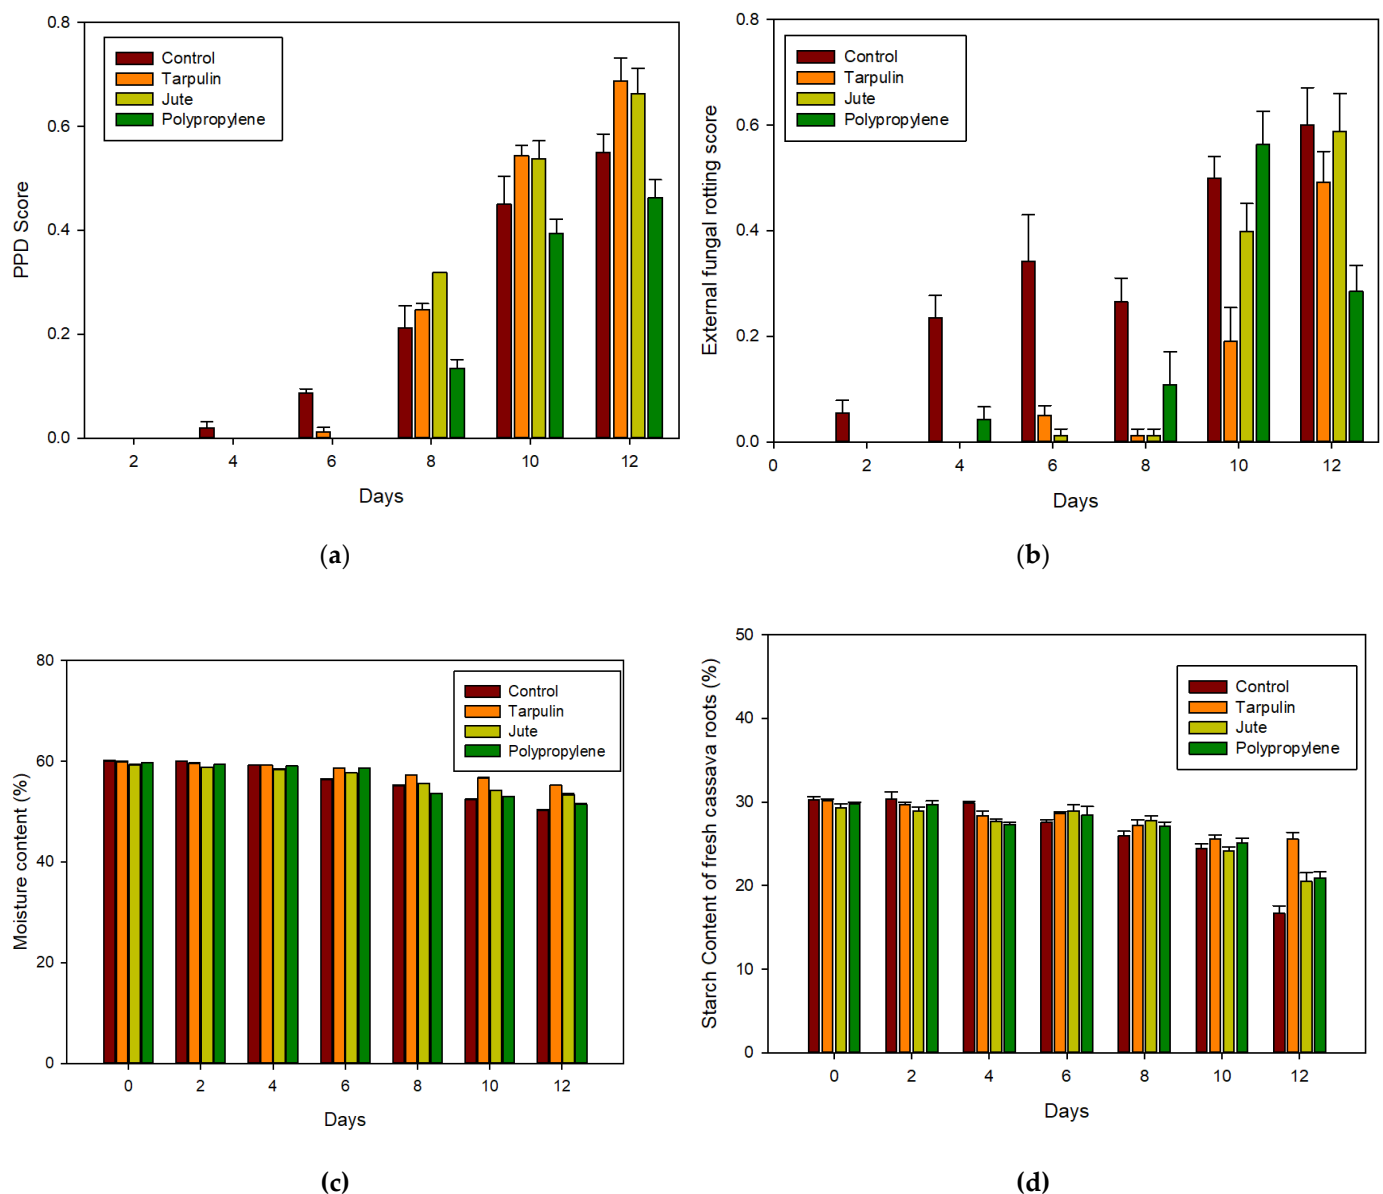 0.8
0.6
0.4
0.2
0.0
PPD Score
Control
Tarpulin
Jute
Polypropylene
2 4 6 8 10 12
Days
(a)
0.8
0.6
0.4
0.2
0.0
External fungal rotting score
Control
Tarpulin
Jute
Polypropylene
0 2 4 6 8 10 12
Days
(b)
80
60
40
20
0
Moisture content (%)
Control
Tarpulin
Jute
Polypropylene
0 2 4 6 8 10 12
Days
(c)
50
40
30
20
10
0
Starch Content of fresh cassava roots (%)
Control
Tarpulin
Jute
Polypropylene
0 2 4 6 8 10 12
Days
(d)